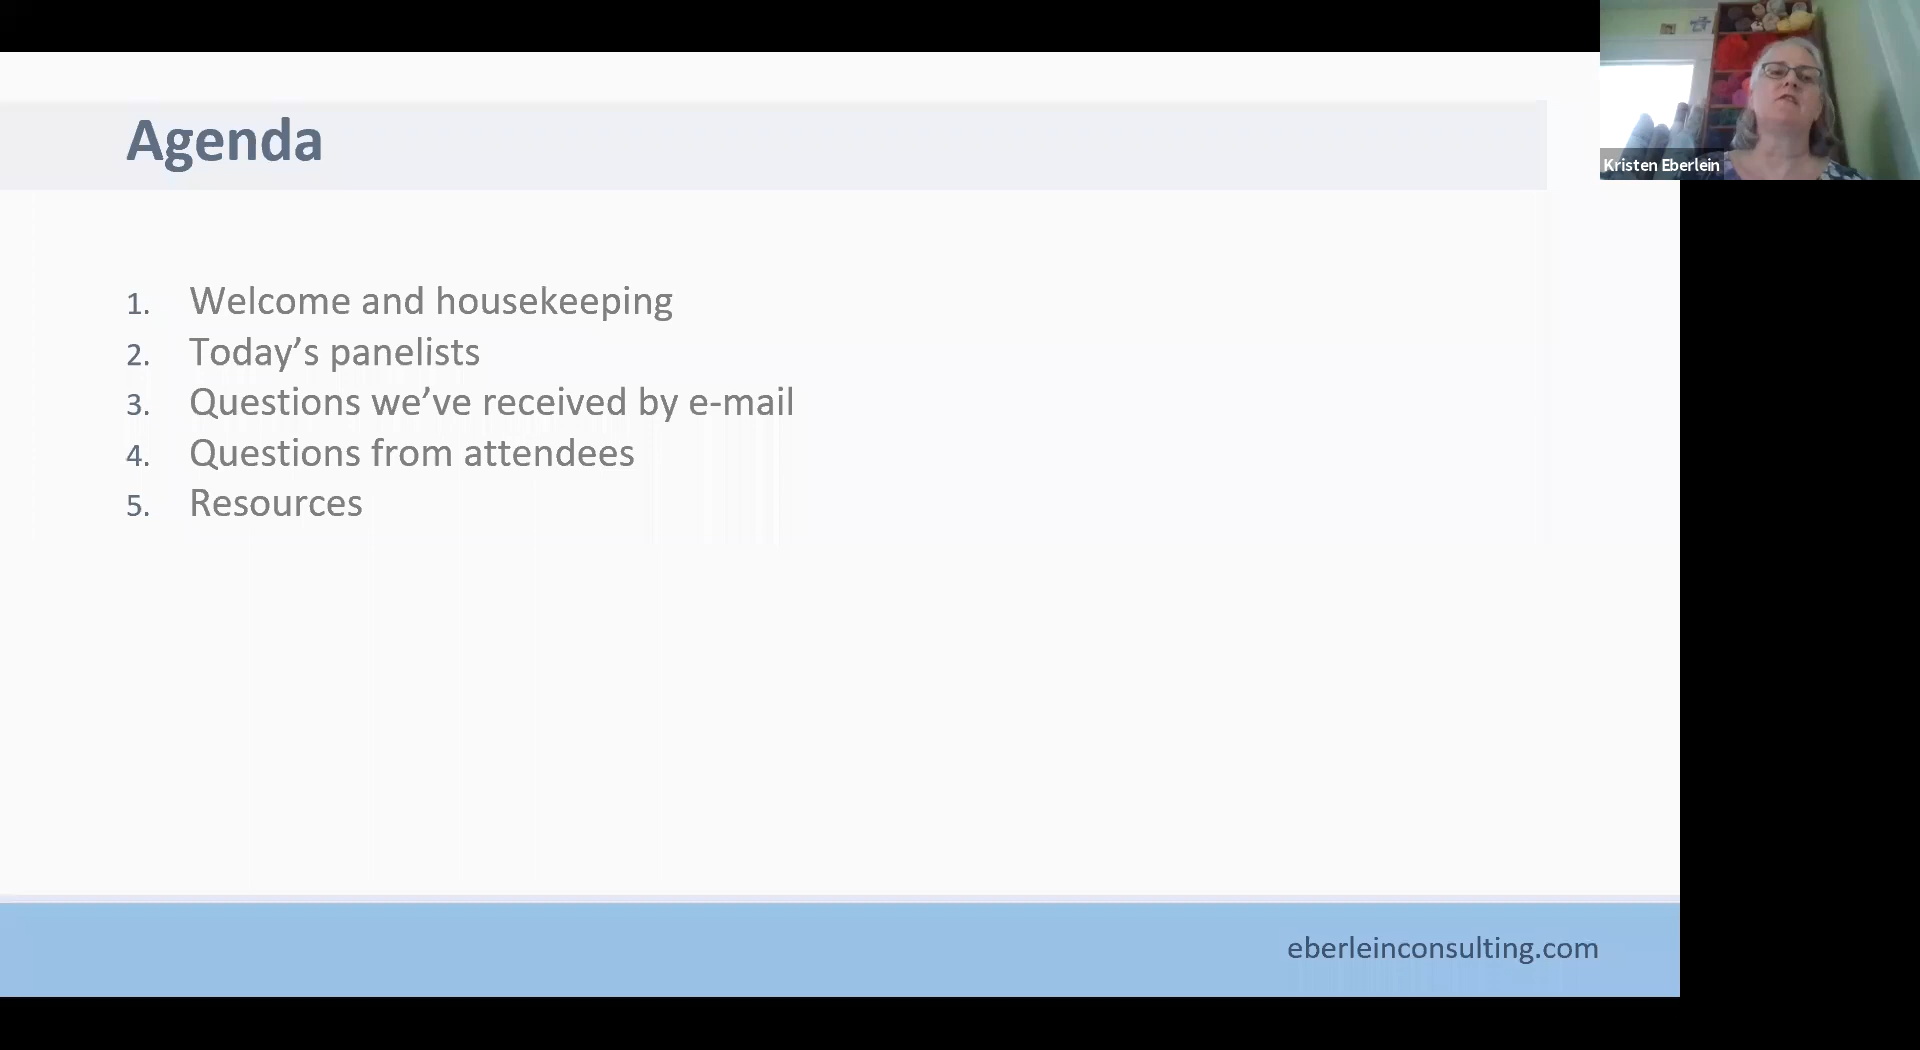 Agenda
Kristen Eberlein
1. Welcome and housekeeping
2. Today’s panelists
3. Questions we’ve received by e-mail
4. Questions from attendees
5. Resources
eberleinconsulting.com